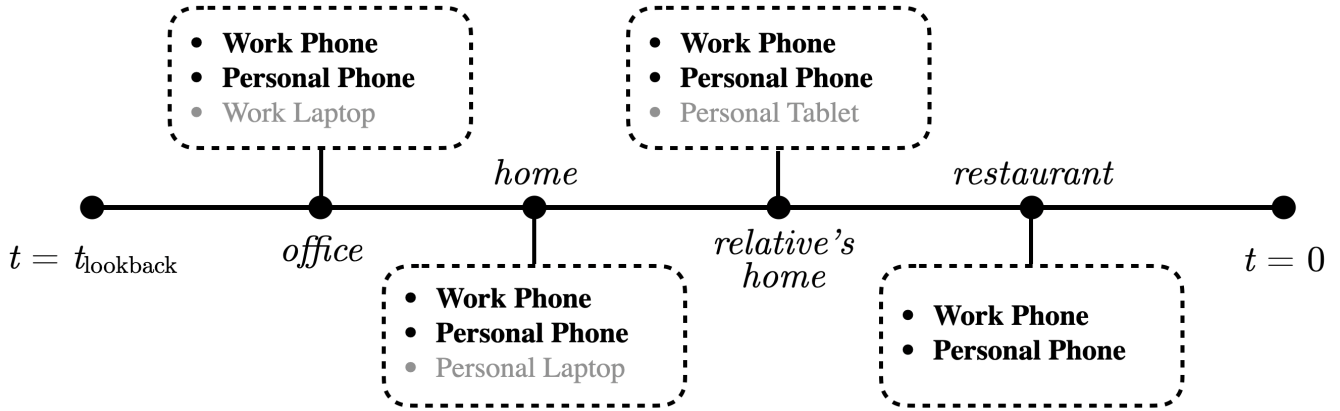 • Work Phone
• Personal Phone
• Work Laptop
• Work Phone
• Personal Phone
• Personal Tablet
home
restaurant
t = t_lookback
office
relative's
home
t = 0
• Work Phone
• Personal Phone
• Personal Laptop
• Work Phone
• Personal Phone